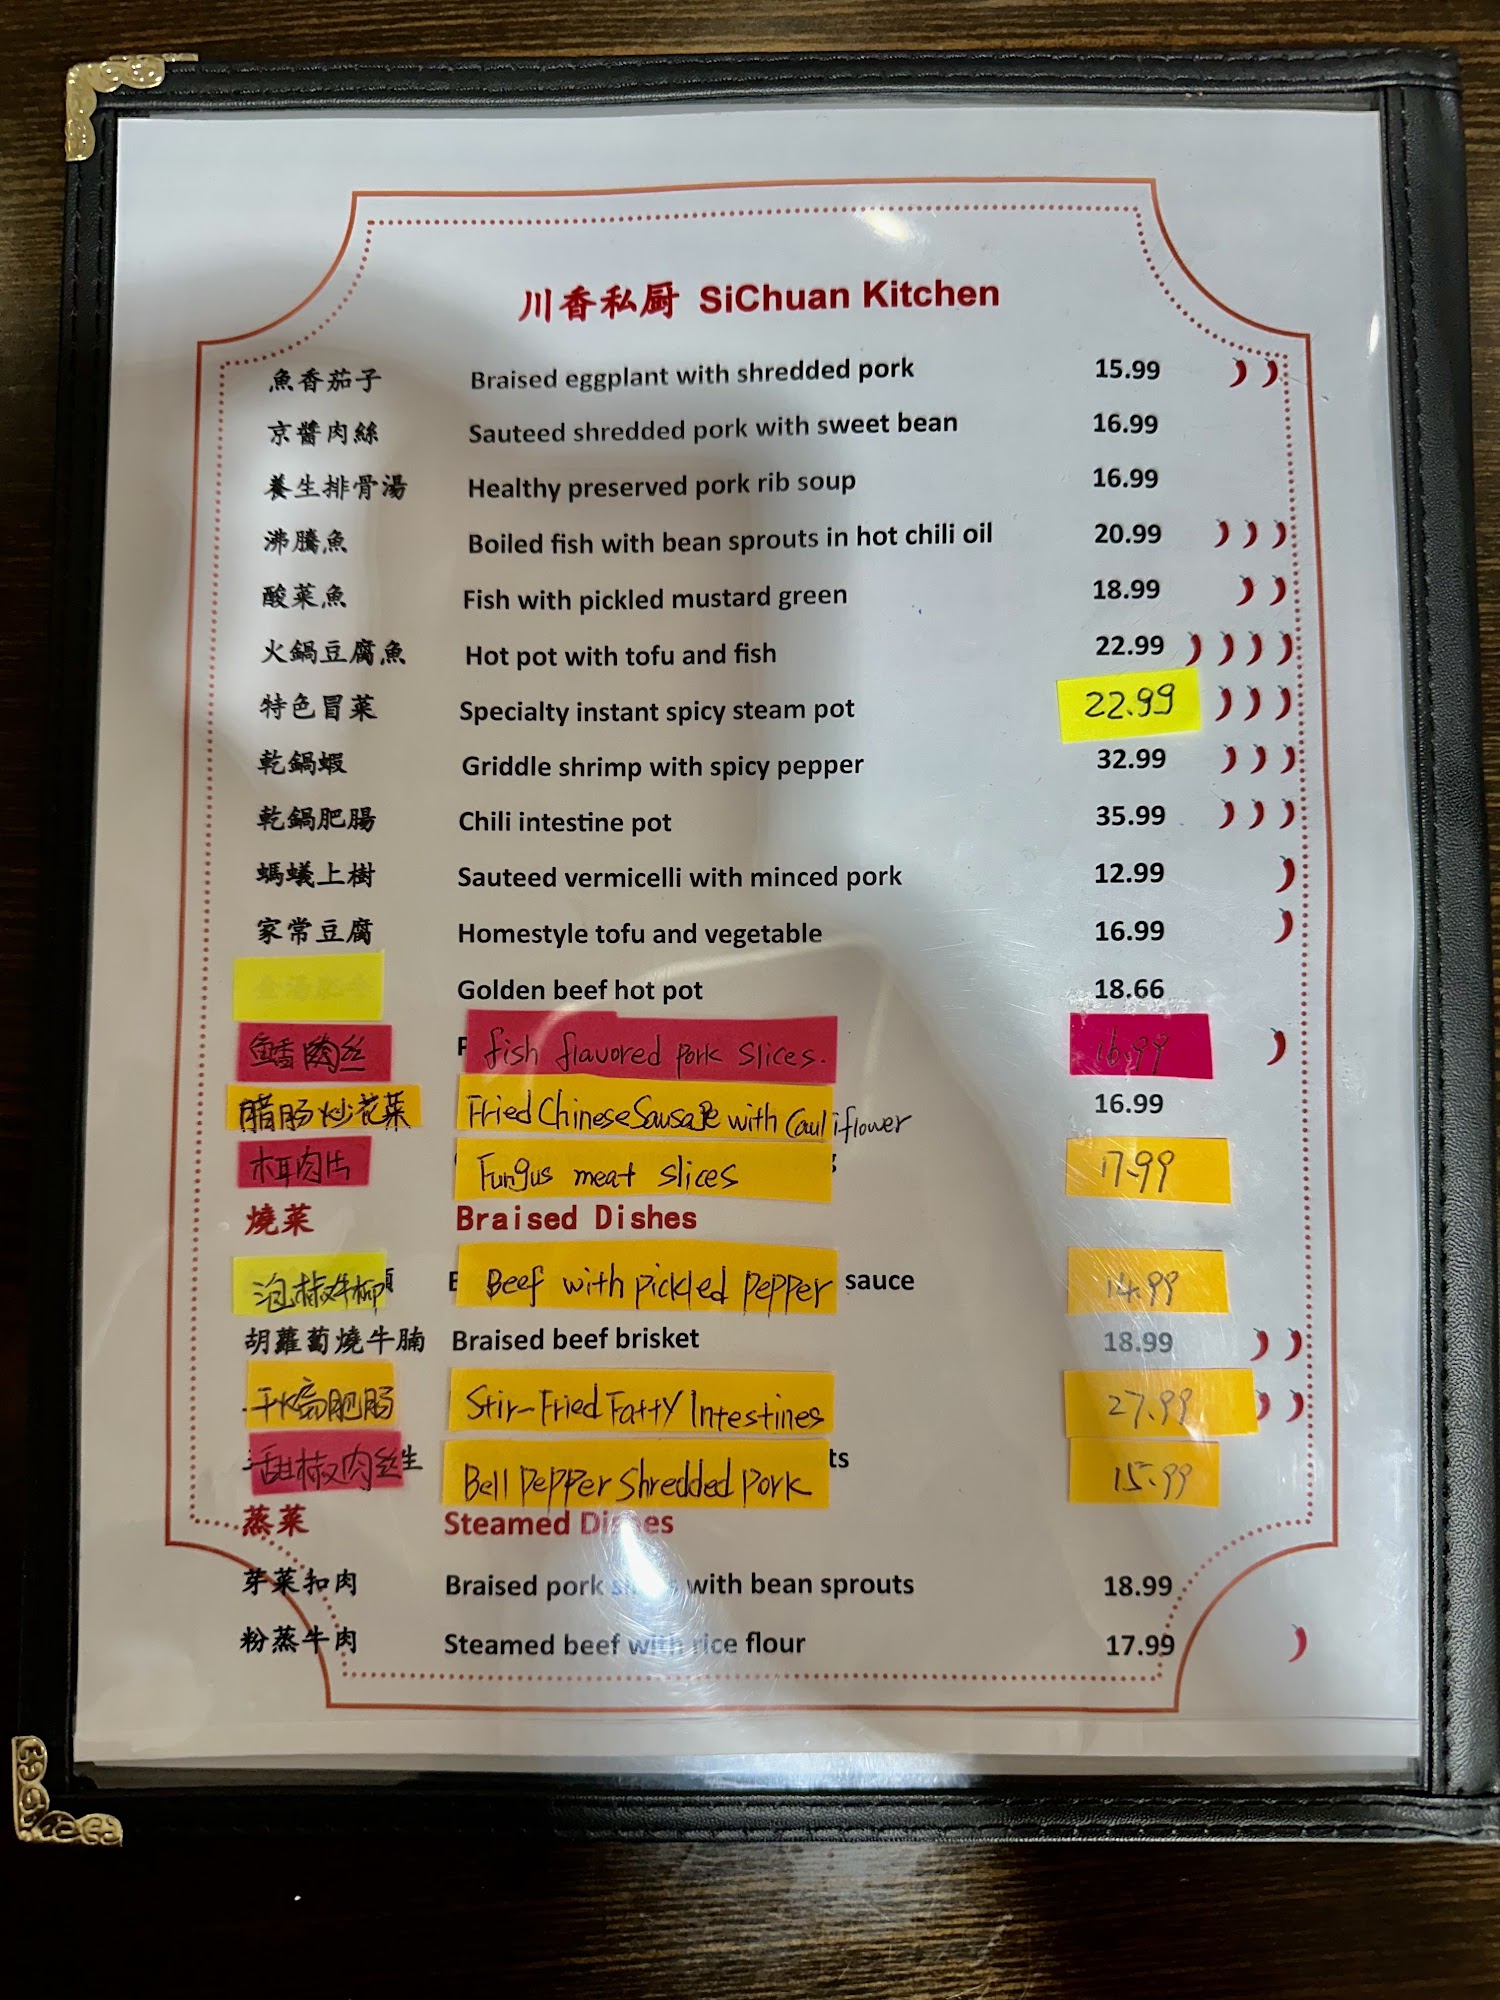 川香私厨 SiChuan Kitchen
魚香茄子 Braised eggplant with shredded pork 15.99
京醬肉絲 Sauteed shredded pork with sweet bean 16.99
養生排骨湯 Healthy preserved pork rib soup 16.99
沸騰魚 Boiled fish with bean sprouts in hot chili oil 20.99
酸菜魚 Fish with pickled mustard green 18.99
火鍋豆腐魚 Hot pot with tofu and fish 22.99
特色冒菜 Specialty instant spicy steam pot 22.99
乾鍋蝦 Griddle shrimp with spicy pepper 32.99
乾鍋肥腸 Chili intestine pot 35.99
螞蟻上樹 Sauteed vermicelli with minced pork 12.99
家常豆腐 Homestyle tofu and vegetable 16.99
Golden beef hot pot 18.66
肉丝 fish flavored pork slices. 16.99
腊肠炒花菜 Fried Chinese Sausage with Cauliflower 16.99
木耳肉片 Fungus meat slices 17.99
燒菜 Braised Dishes
泡椒牛柳 Beef with pickled pepper sauce 14.99
胡蘿蔔燒牛腩 Braised beef brisket 18.99
肥肠 Stir-Fried Fatty Intestines 27.99
甜椒肉丝生 Bell pepper shredded pork ts 15.99
蒸菜 Steamed Dishes
芽菜扣肉 Braised pork with bean sprouts 18.99
粉蒸牛肉 Steamed beef with rice flour 17.99